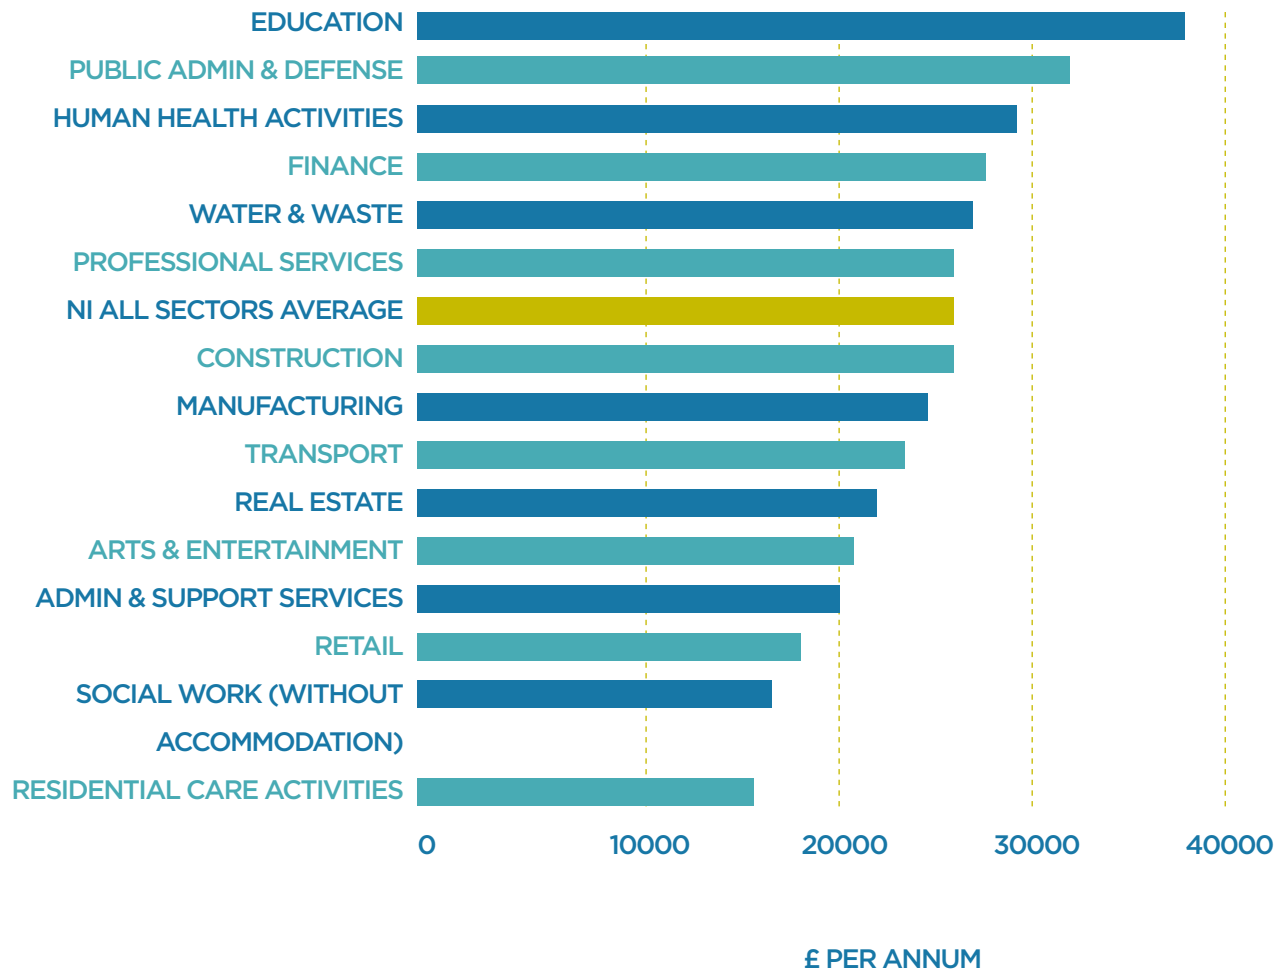 EDUCATION
PUBLIC ADMIN & DEFENSE
HUMAN HEALTH ACTIVITIES
FINANCE
WATER & WASTE
PROFESSIONAL SERVICES
NI ALL SECTORS AVERAGE
CONSTRUCTION
MANUFACTURING
TRANSPORT
REAL ESTATE
ARTS & ENTERTAINMENT
ADMIN & SUPPORT SERVICES
RETAIL
SOCIAL WORK (WITHOUT
ACCOMMODATION)
RESIDENTIAL CARE ACTIVITIES
0 10000 20000 30000 40000
£ PER ANNUM